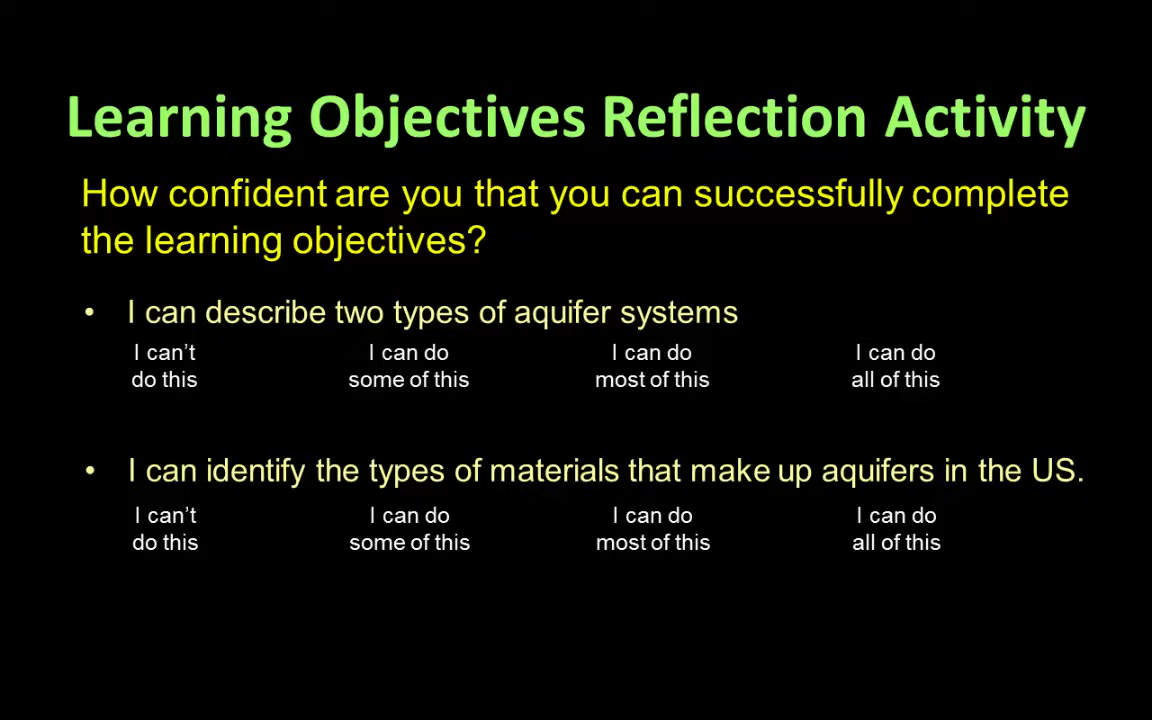 Learning Objectives Reflection Activity
How confident are you that you can successfully complete
the learning objectives?
• I can describe two types of aquifer systems
I can’t I can do I can do I can do
do this some of this most of this all of this
• I can identify the types of materials that make up aquifers in the US.
I can’t I can do I can do I can do
do this some of this most of this all of this